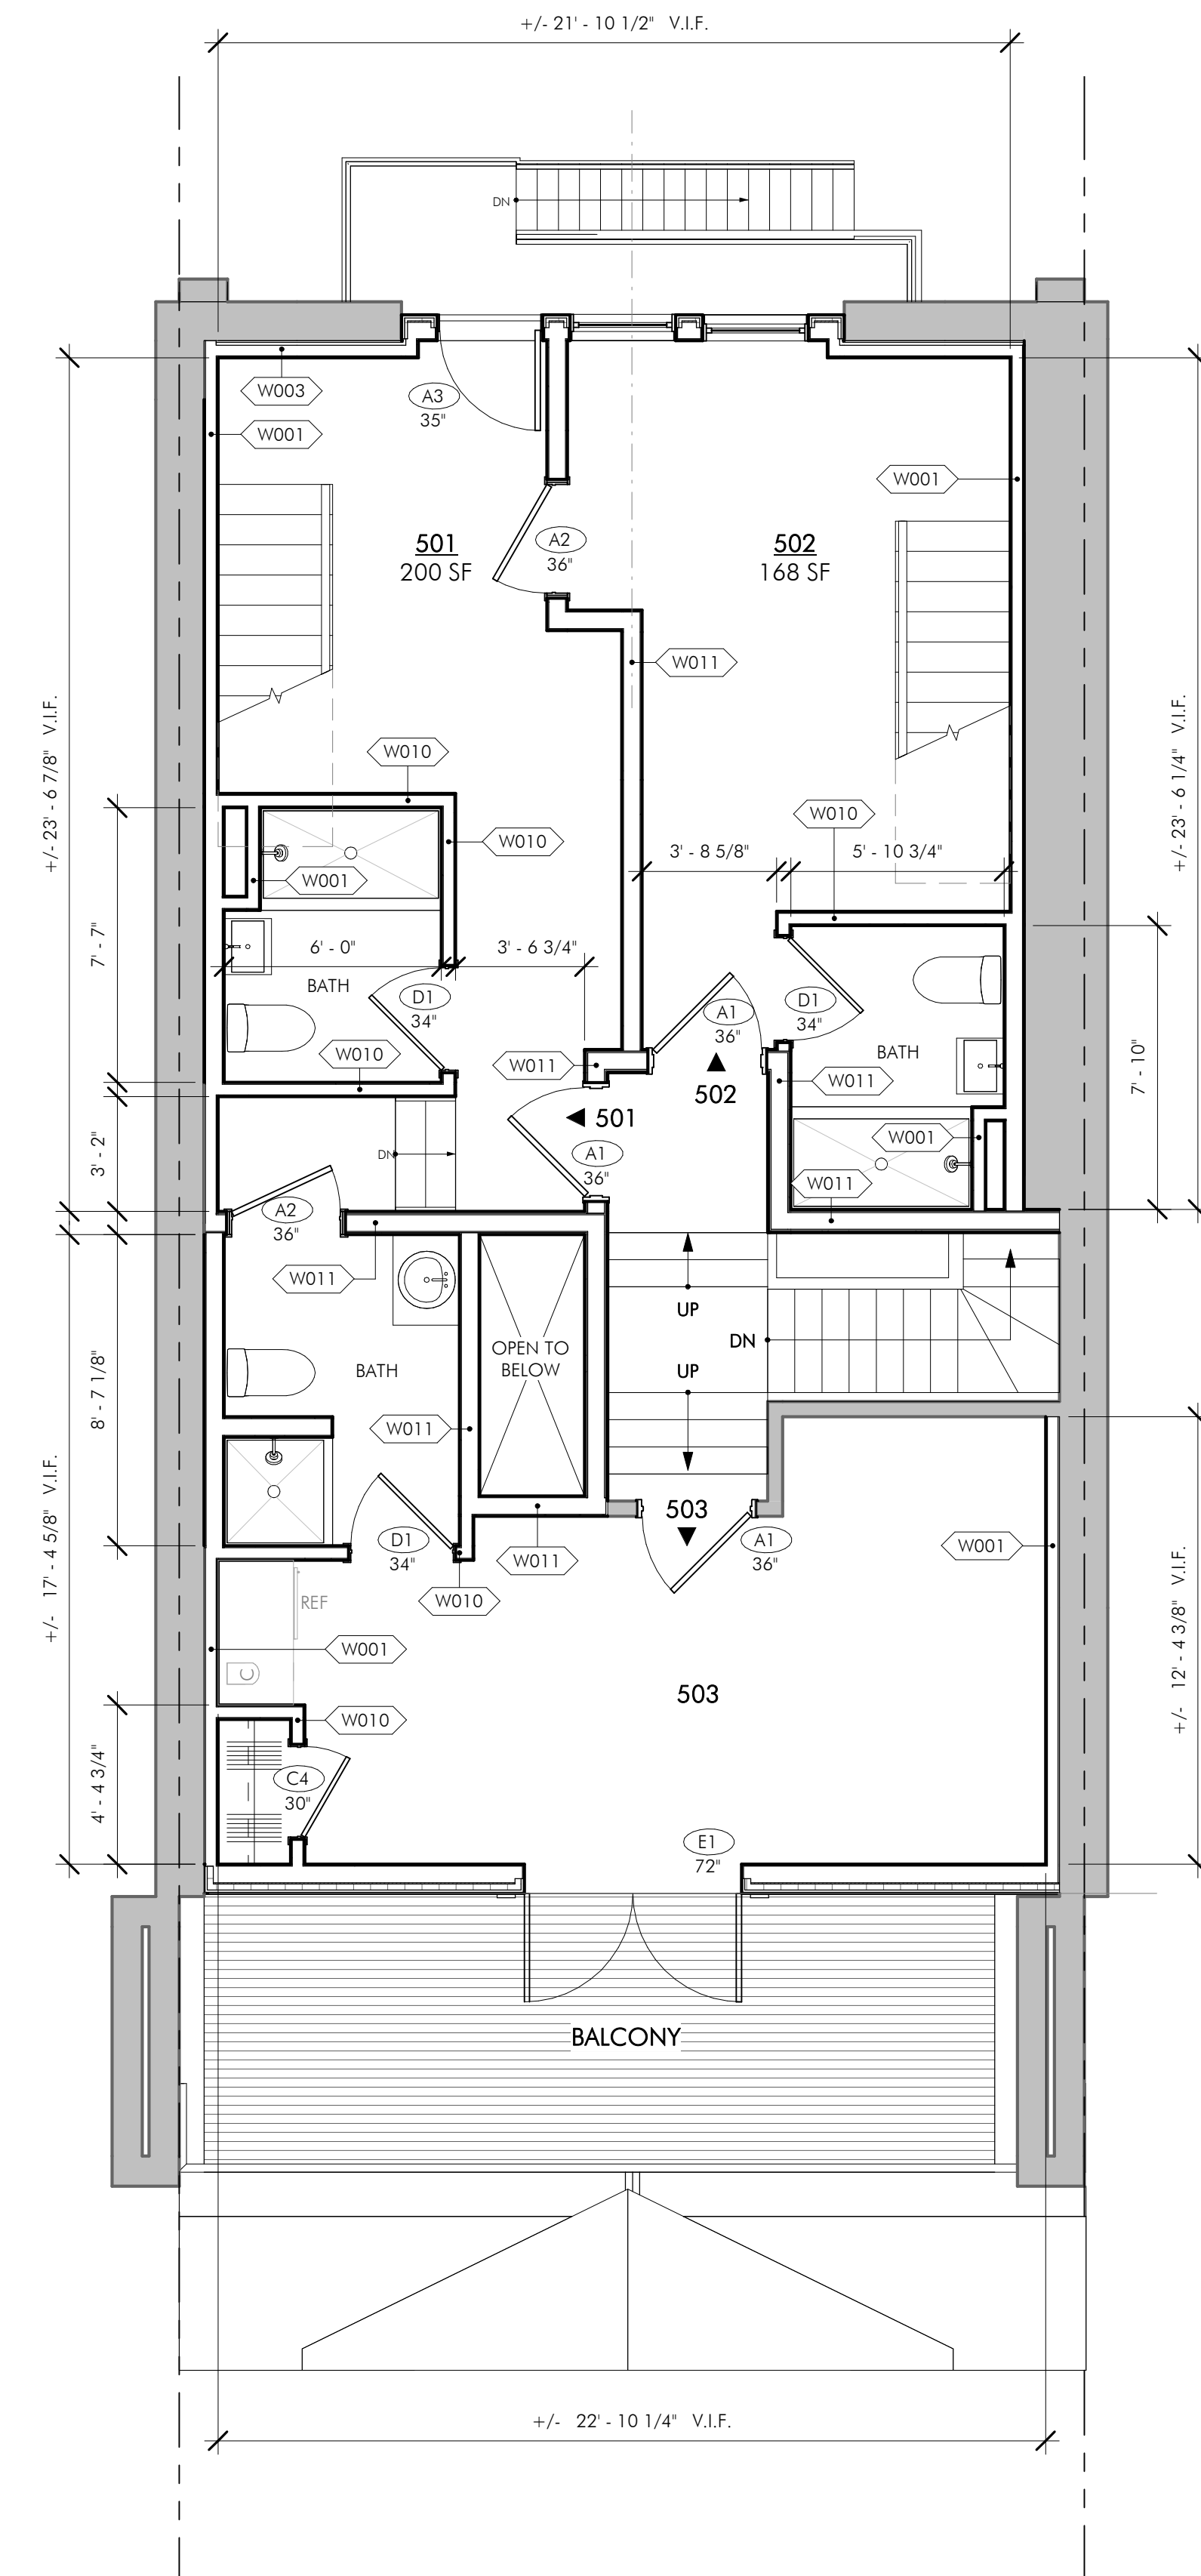 +/- 21' - 10 1/2" V.I.F.
DN
W003
A3
35"
W001
W001
501
200 SF
A2
36"
502
168 SF
W011
+/- 23' - 6 7/8" V.I.F.
+/- 23' - 6 1/4" V.I.F.
W010
W010
W010
3' - 8 5/8"
5' - 10 3/4"
W001
7' - 7"
6' - 0"
3' - 6 3/4"
BATH
D1
34"
A1
36"
D1
34"
W010
W011
BATH
7' - 10"
W011
502
501
3' - 2"
DN
A1
36"
W001
W011
A2
36"
W011
UP
DN
OPEN TO
BELOW
BATH
UP
8' - 7 1/8"
W011
+/- 17' - 4 5/8" V.I.F.
503
D1
34"
W011
A1
36"
W001
W010
REF
+/- 12' - 4 3/8" V.I.F.
W001
503
W010
C4
30"
4' - 4 3/4"
E1
72"
BALCONY
+/- 22' - 10 1/4" V.I.F.